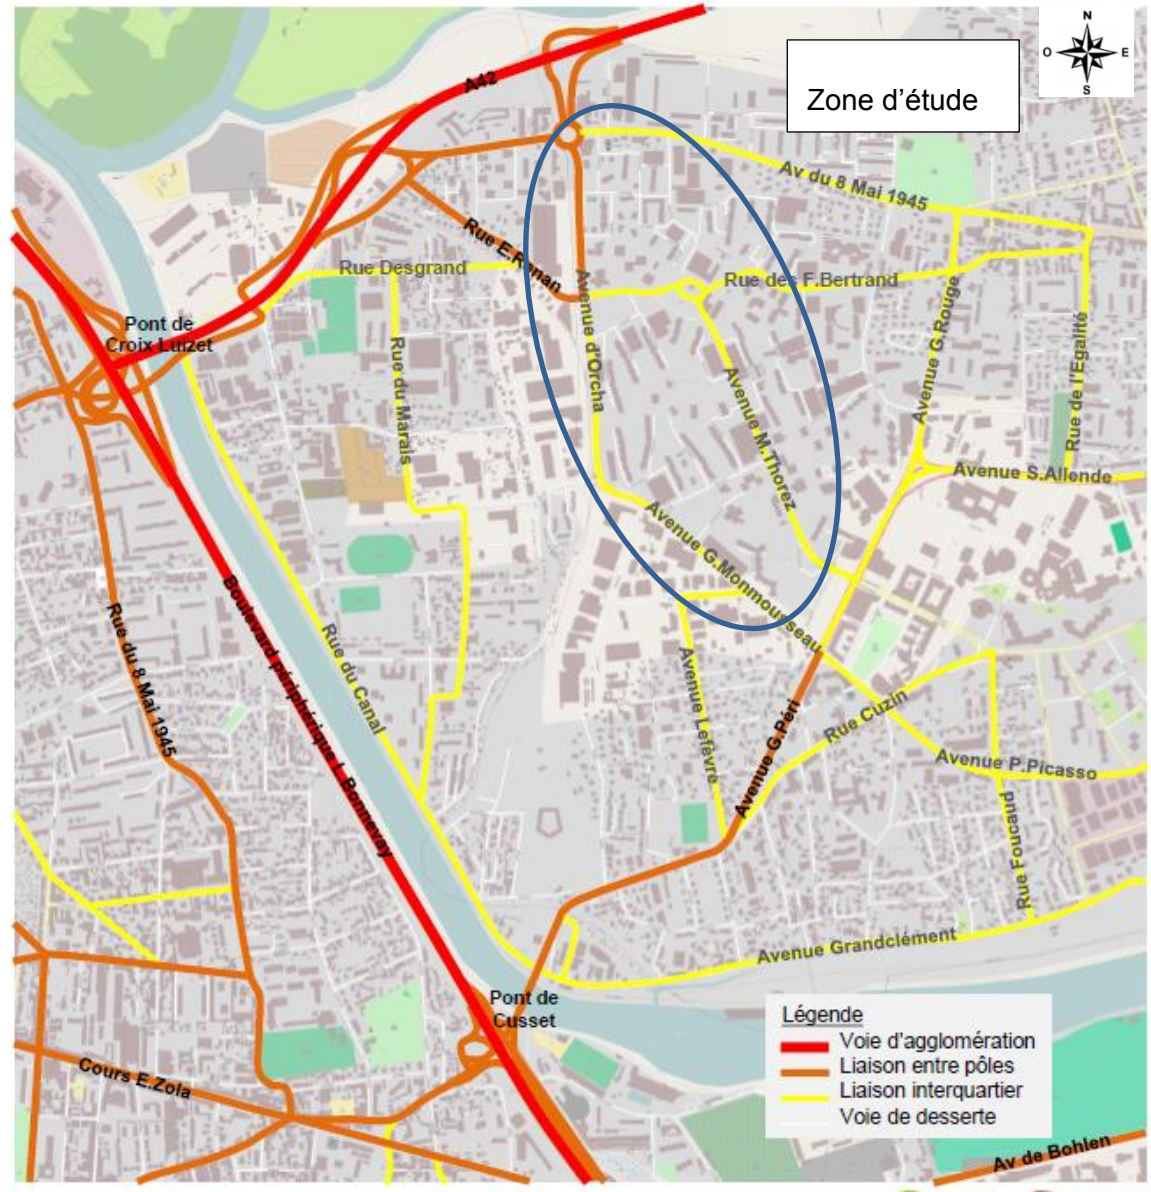 N
O
E
S
Zone d'étude
A42
Av du 8 Mai 1945
Rue E.Renan
Rue Desgrand
Rue des F.Bertrand
Pont de
Croix Luizet
Avenue d'Orcha
Avenue G.Rouge
Rue de l'Egalité
Rue du Marais
Avenue M.Thorez
Avenue S.Allende
Avenue G.Monmousseau
Boulevard périphérique L.Bonnevay
Rue du 8 Mai 1945
Rue du Canal
Avenue Lefèvre
Avenue G.Péri
Rue Cuzin
Avenue P.Picasso
Rue Foucaud
Avenue Grandclément
Pont de
Cusset
Cours E.Zola
Légende
Voie d'agglomération
Liaison entre pôles
Liaison interquartier
Voie de desserte
Av de Bohlen